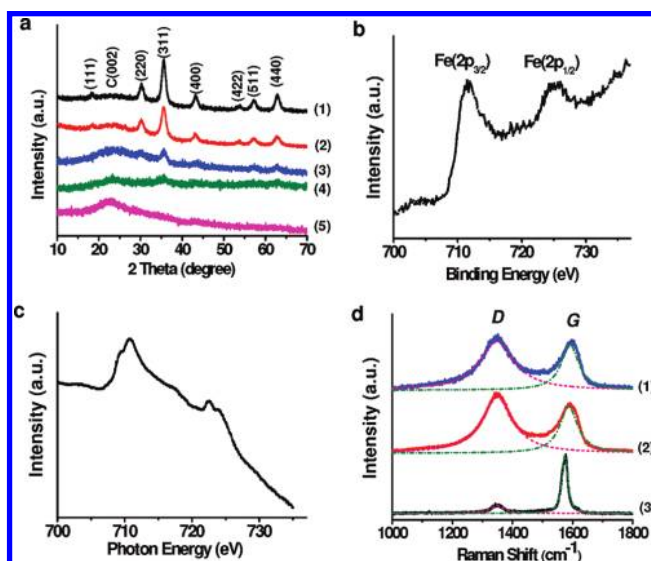 a
Intensity (a.u.)
(111)
C(002)
(220)
(311)
(400)
(422)
(511)
(440)
(1)
(2)
(3)
(4)
(5)
10 20 30 40 50 60 70
2 Theta (degree)
b
Intensity (a.u.)
Fe(2p3/2) Fe(2p1/2)
700 710 720 730
Binding Energy (eV)
c
Intensity (a.u.)
700 710 720 730
Photon Energy (eV)
d
Intensity (a.u.)
D G
(1)
(2)
(3)
1000 1200 1400 1600 1800
Raman Shift (cm-1)